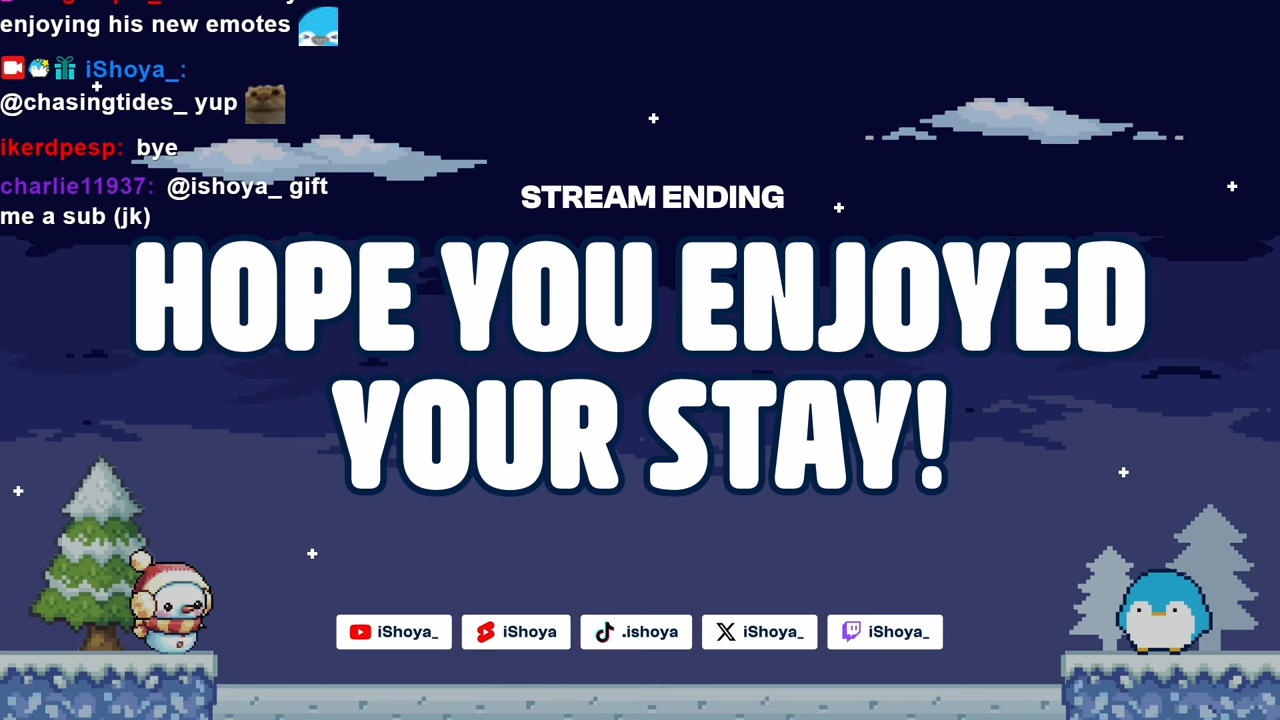 enjoying his new emotes
iShoya_:
@chasingtides_ yup
ikerdpesp: bye
charlie11937: @ishoya_ gift
me a sub (jk)
STREAM ENDING
HOPE YOU ENJOYED
YOUR STAY!
iShoya_ iShoya .ishoya iShoya_ iShoya_